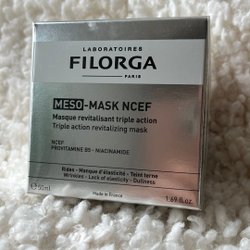 LABORATOIRES
FILORGA
PARIS
MESO-MASK NCEF
Masque revitalisant triple action
Triple action revitalizing mask
NCEF
PROVITAMINE B5 - NIACINAMIDE
Rides - Manque d'élasticité - Teint terne
Wrinkles - Lack of elasticity - Dullness
e 50ml
1.69 fl.oz.
Made in France